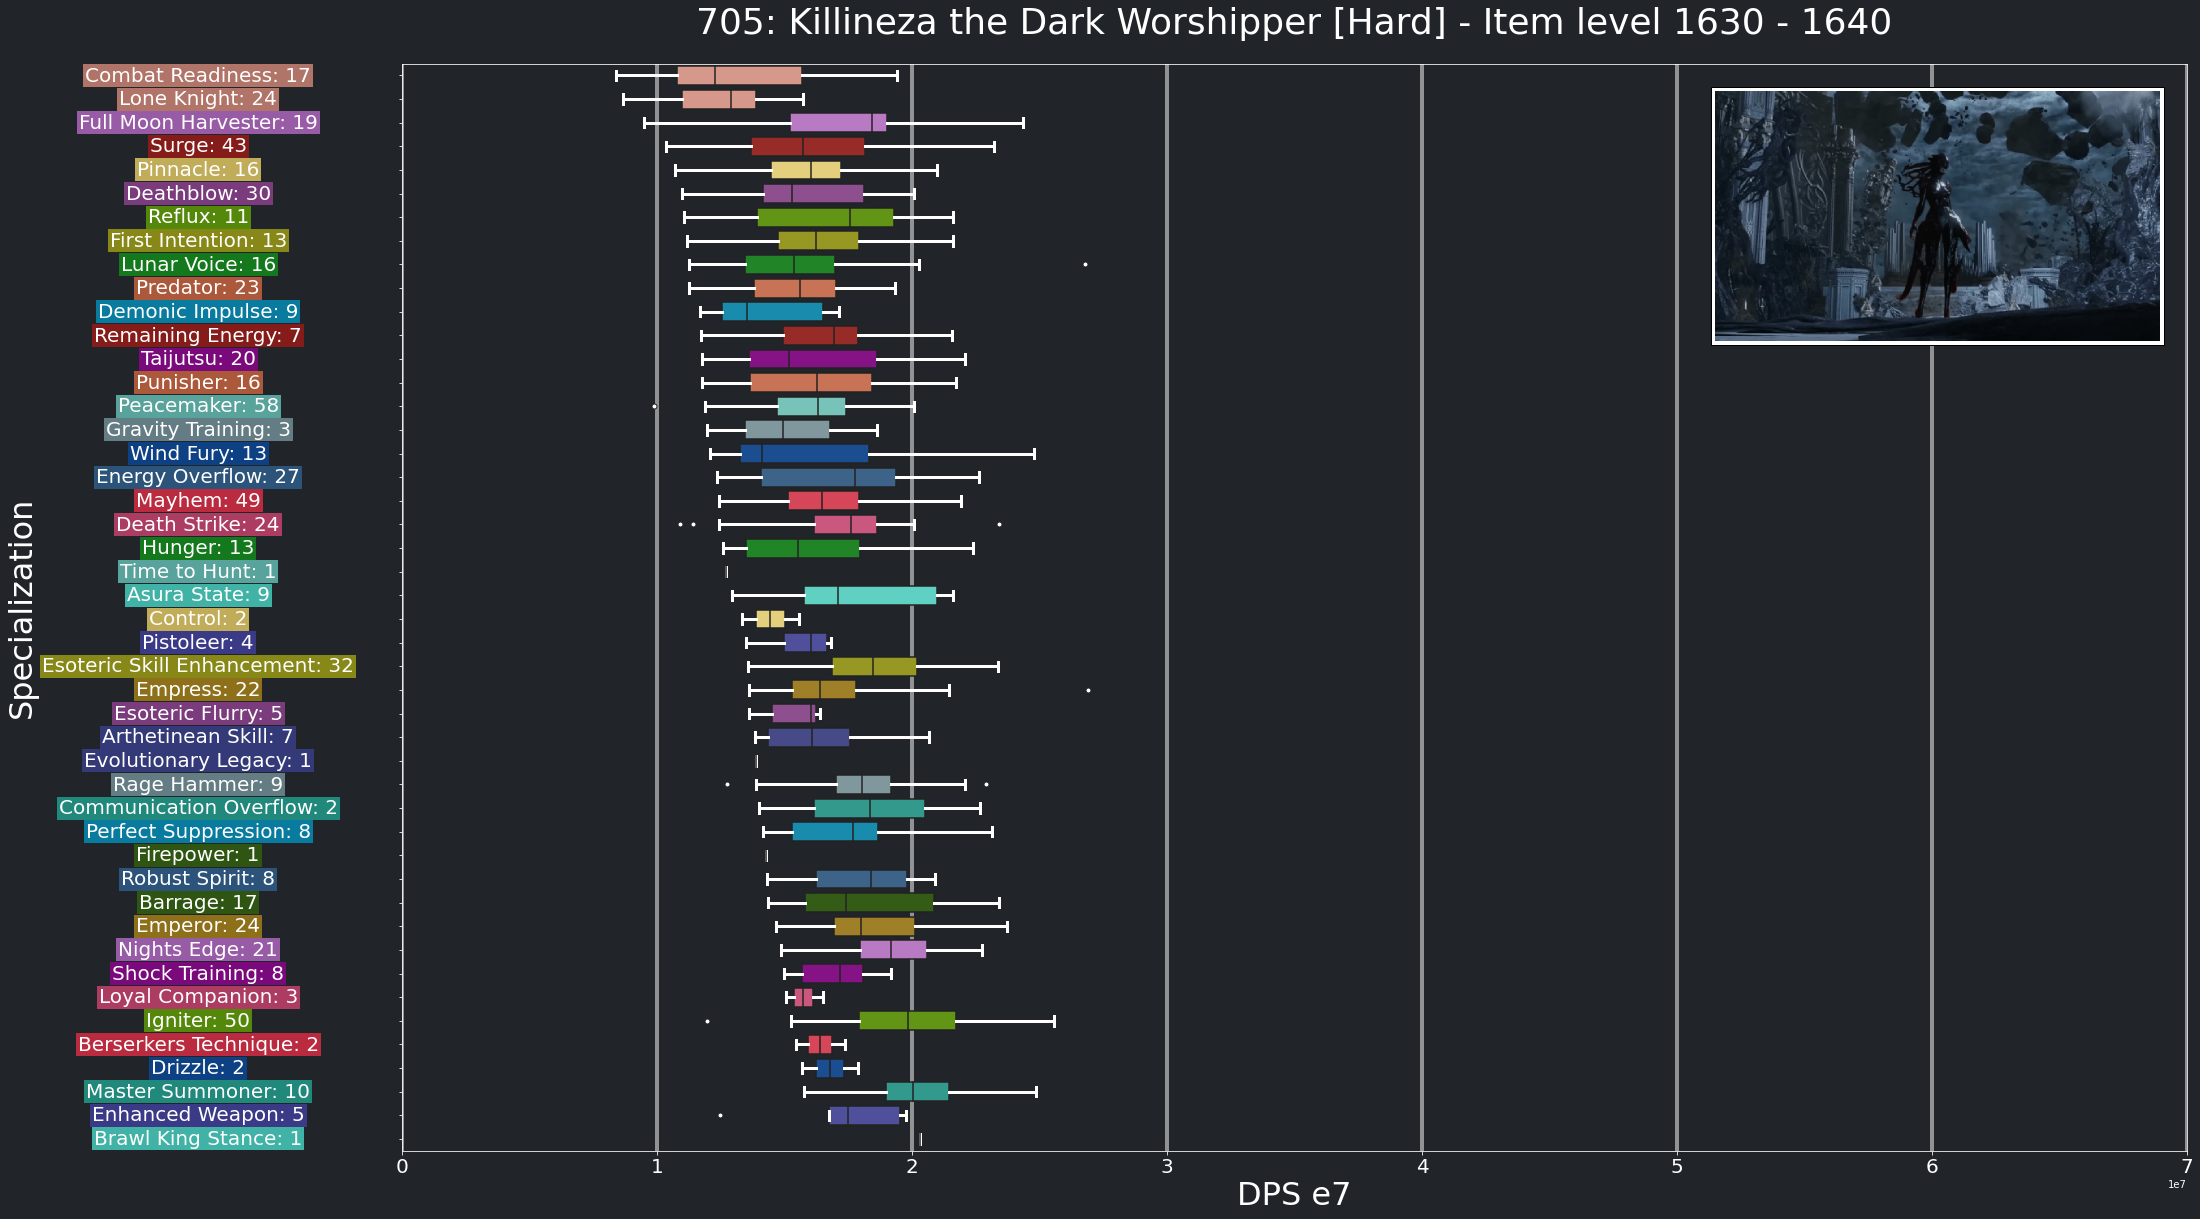 705: Killineza the Dark Worshipper [Hard] - Item level 1630 - 1640
Specialization
Combat Readiness: 17
Lone Knight: 24
Full Moon Harvester: 19
Surge: 43
Pinnacle: 16
Deathblow: 30
Reflux: 11
First Intention: 13
Lunar Voice: 16
Predator: 23
Demonic Impulse: 9
Remaining Energy: 7
Taijutsu: 20
Punisher: 16
Peacemaker: 58
Gravity Training: 3
Wind Fury: 13
Energy Overflow: 27
Mayhem: 49
Death Strike: 24
Hunger: 13
Time to Hunt: 1
Asura State: 9
Control: 2
Pistoleer: 4
Esoteric Skill Enhancement: 32
Empress: 22
Esoteric Flurry: 5
Arthetinean Skill: 7
Evolutionary Legacy: 1
Rage Hammer: 9
Communication Overflow: 2
Perfect Suppression: 8
Firepower: 1
Robust Spirit: 8
Barrage: 17
Emperor: 24
Nights Edge: 21
Shock Training: 8
Loyal Companion: 3
Igniter: 50
Berserkers Technique: 2
Drizzle: 2
Master Summoner: 10
Enhanced Weapon: 5
Brawl King Stance: 1
0 1 2 3 4 5 6 7
1e7
DPS e7